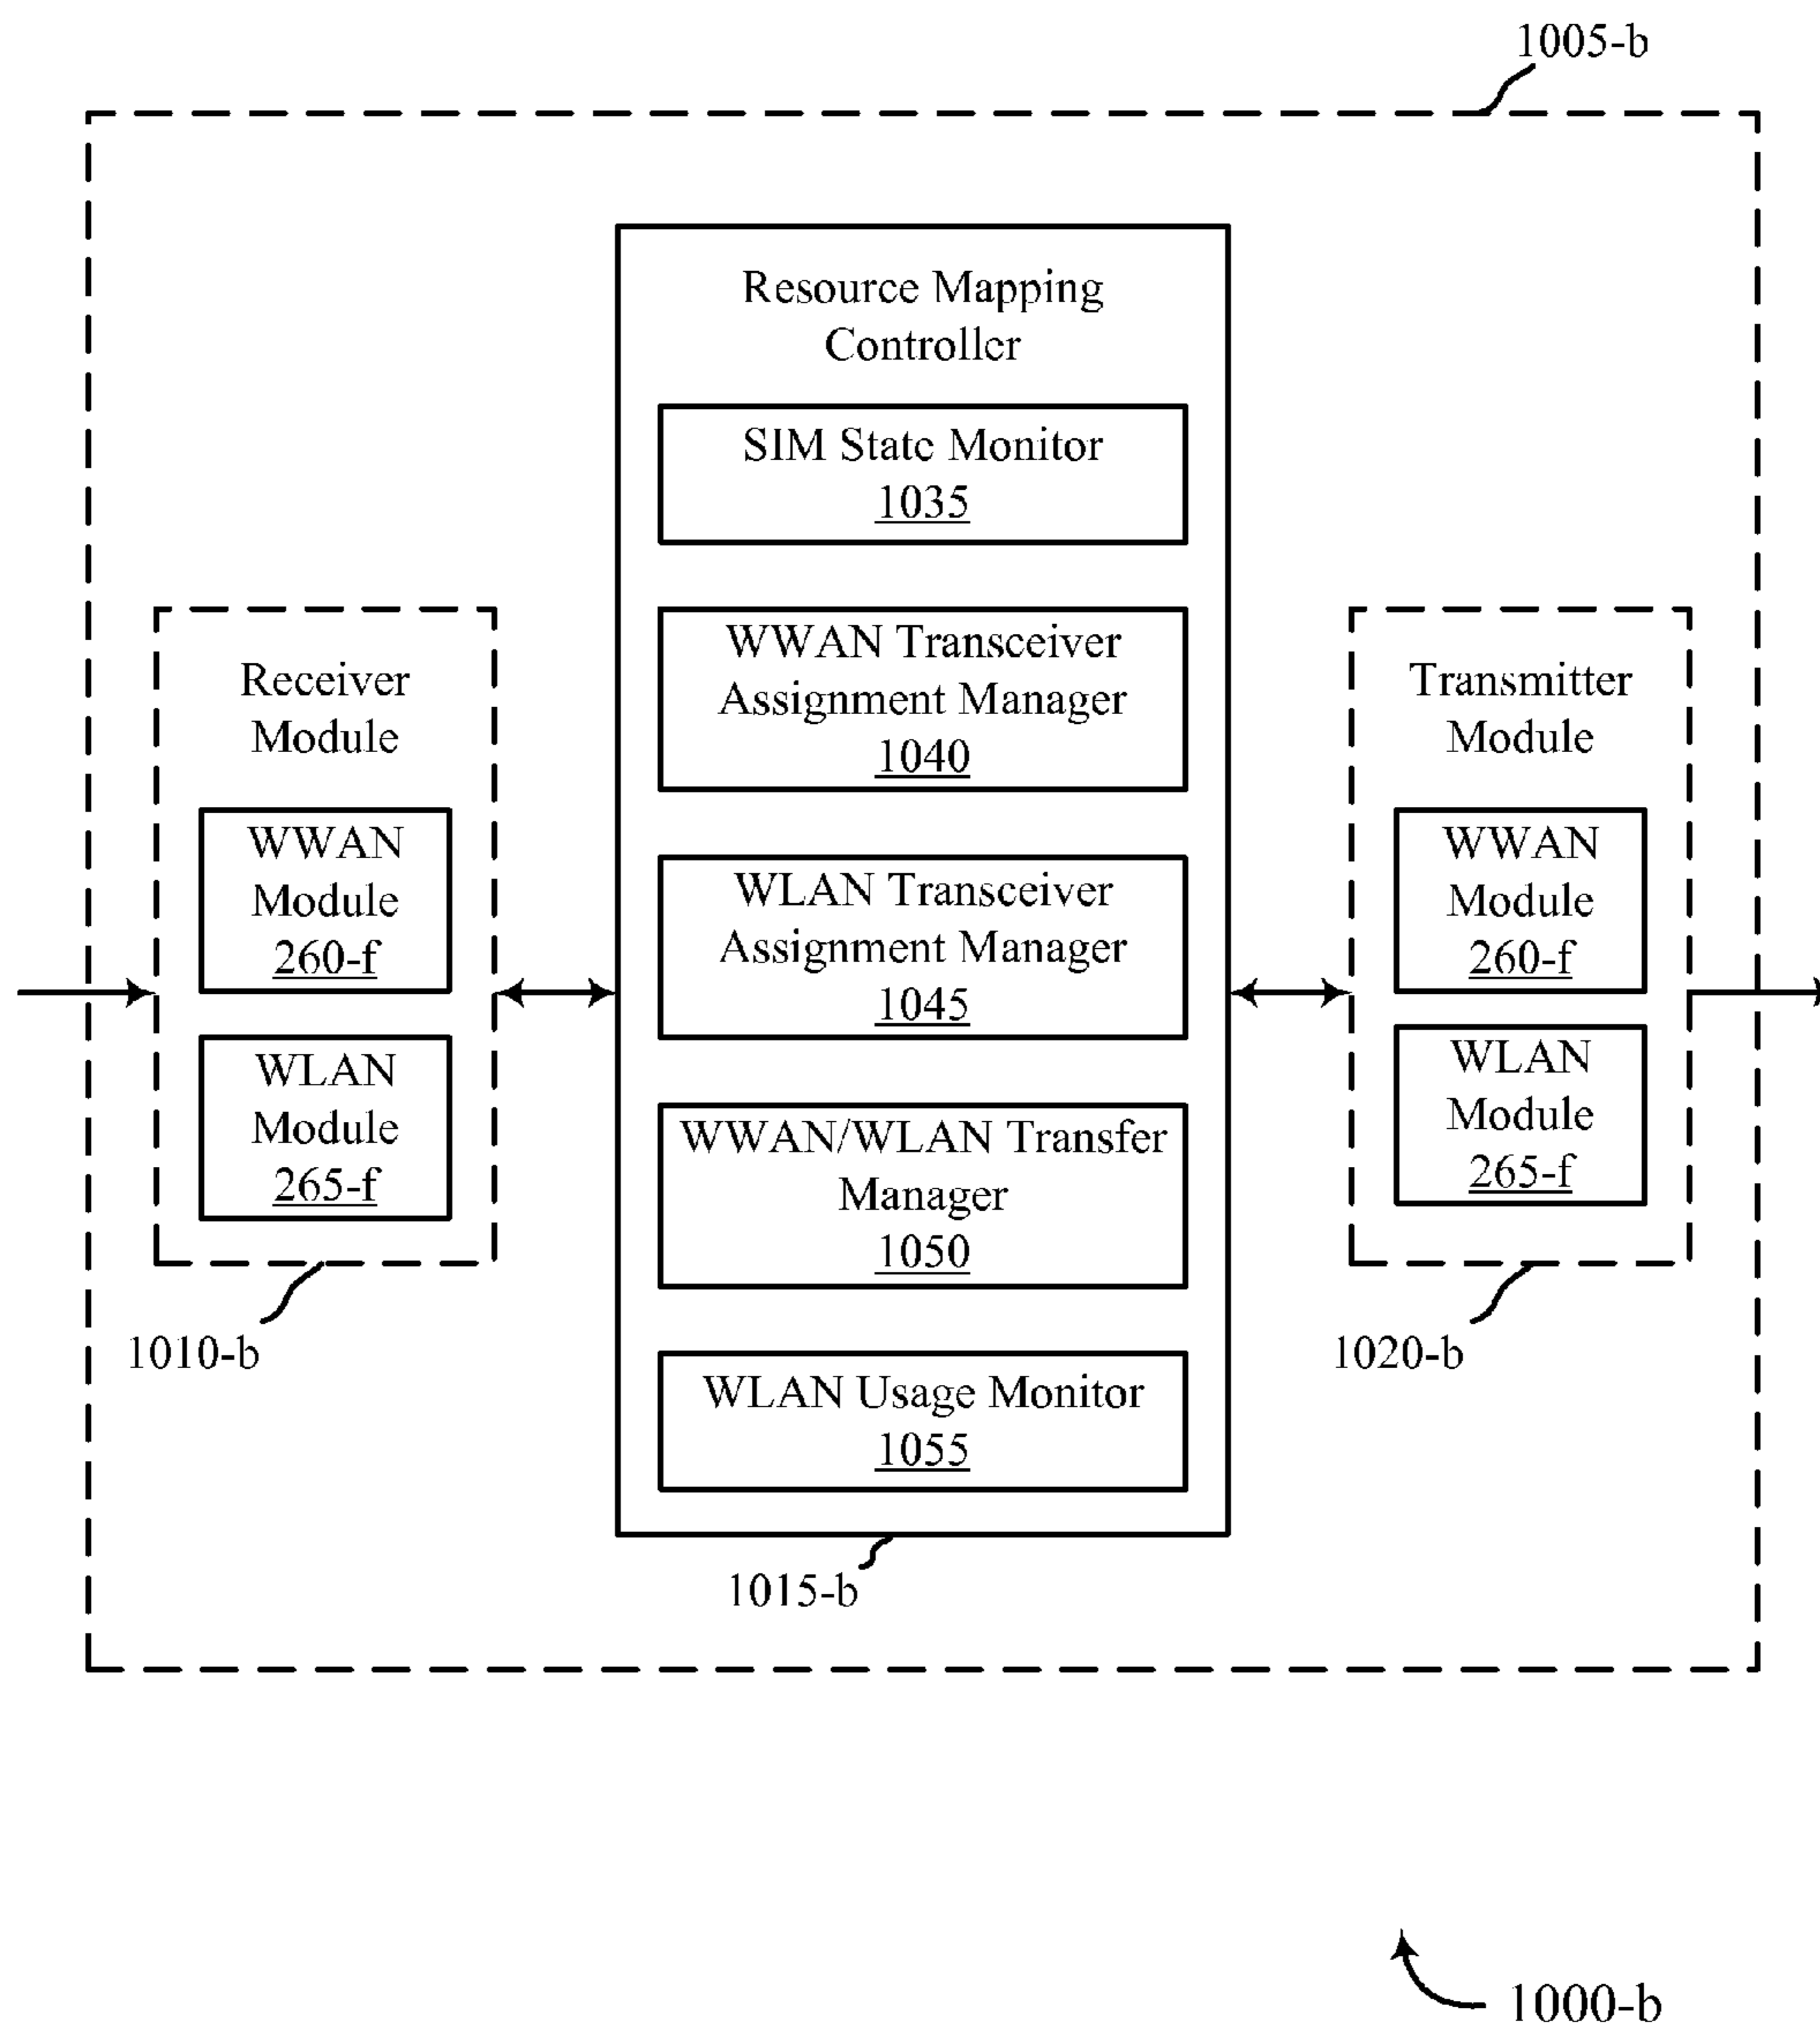 1005-b
Resource Mapping
Controller
SIM State Monitor
1035
WWAN Transceiver
Assignment Manager
1040
WLAN Transceiver
Assignment Manager
1045
WWAN/WLAN Transfer
Manager
1050
WLAN Usage Monitor
1055
1015-b
Receiver
Module
WWAN
Module
260-f
WLAN
Module
265-f
1010-b
Transmitter
Module
WWAN
Module
260-f
WLAN
Module
265-f
1020-b
1000-b